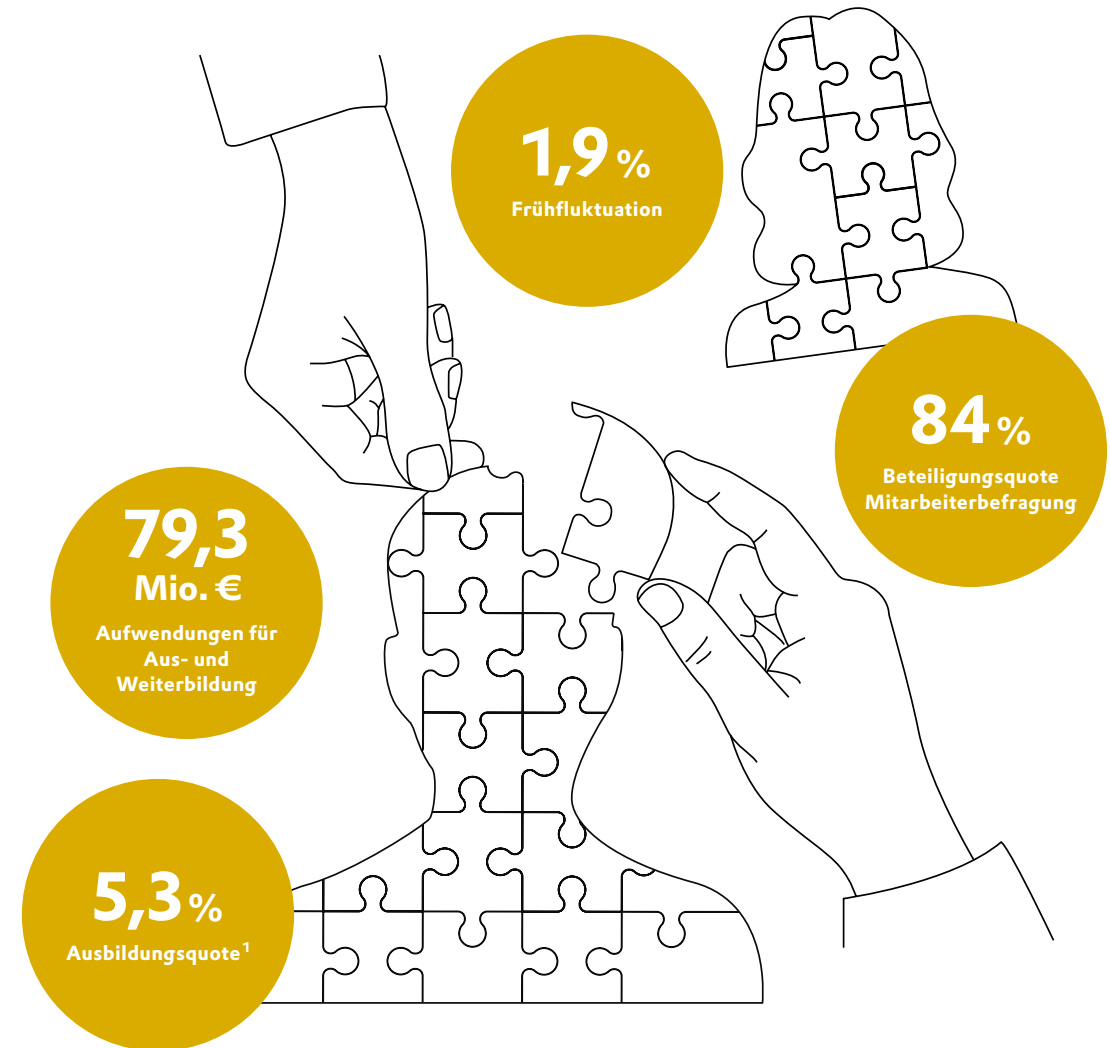 1,9 %
Frühfluktuation
84 %
Beteiligungsquote
Mitarbeiterbefragung
79,3
Mio. €
Aufwendungen für
Aus- und
Weiterbildung
5,3 %
Ausbildungsquote¹